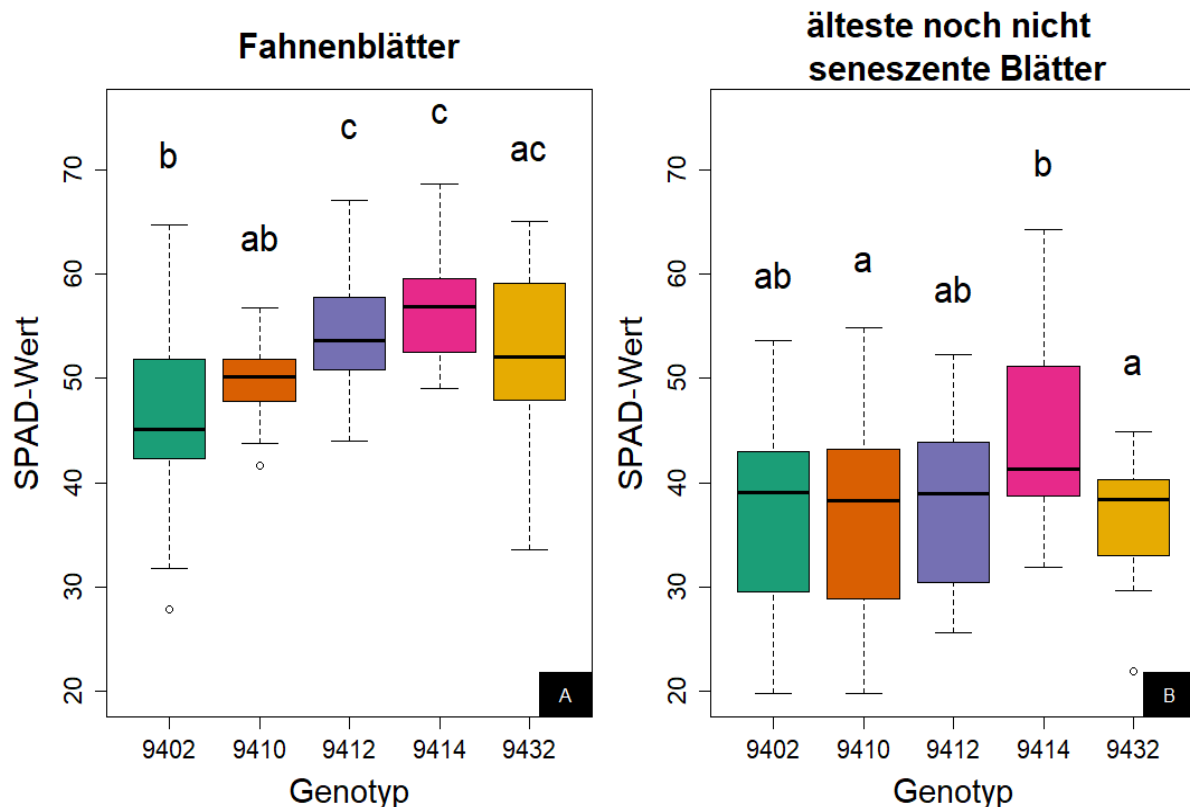 Fahnenblätter
SPAD-Wert
70
60
50
40
30
20
b
ab
c
c
ac
A
9402 9410 9412 9414 9432
Genotyp
älteste noch nicht
seneszente Blätter
SPAD-Wert
70
60
50
40
30
20
ab
a
ab
b
a
B
9402 9410 9412 9414 9432
Genotyp